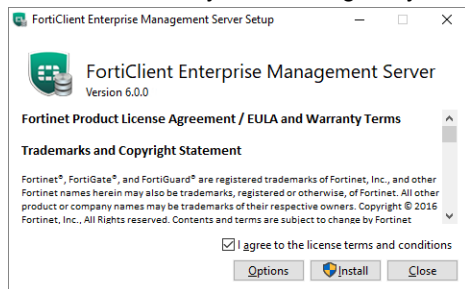 FortiClient Enterprise Management Server Setup
FortiClient Enterprise Management Server
Version 6.0.0
Fortinet Product License Agreement / EULA and Warranty Terms
Trademarks and Copyright Statement
Fortinet®, FortiGate®, and FortiGuard® are registered trademarks of Fortinet, Inc., and other
Fortinet names herein may also be trademarks, registered or otherwise, of Fortinet. All other
product or company names may be trademarks of their respective owners. Copyright © 2016
Fortinet, Inc., All Rights reserved. Contents and terms are subject to change by Fortinet
I agree to the license terms and conditions
Options Install Close